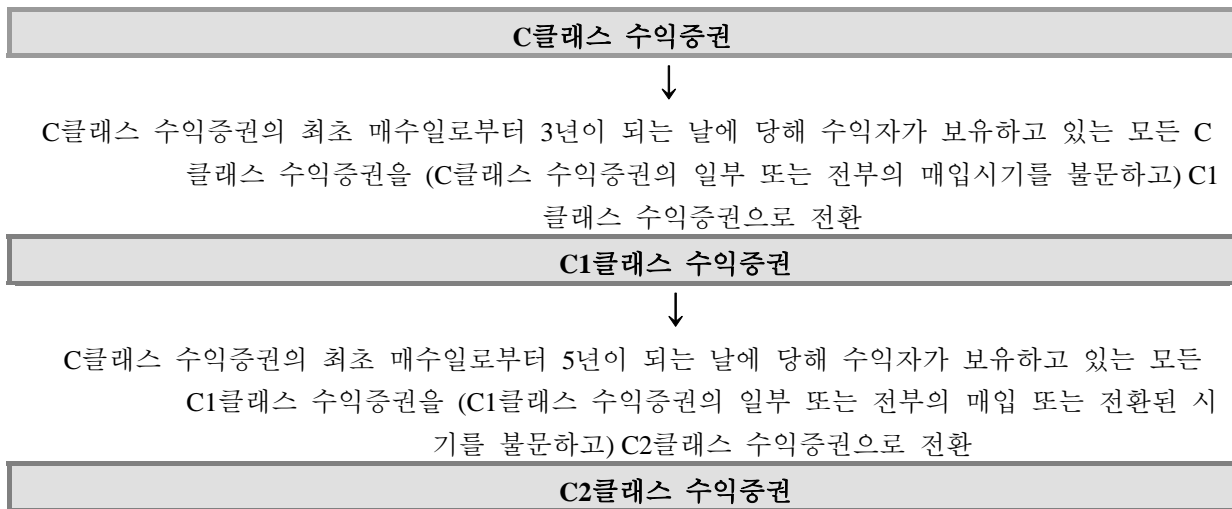 C클래스 수익증권
↓
C클래스 수익증권의 최초 매수일로부터 3년이 되는 날에 당해 수익자가 보유하고 있는 모든 C
클래스 수익증권을 (C클래스 수익증권의 일부 또는 전부의 매입시기를 불문하고) C1
클래스 수익증권으로 전환
C1클래스 수익증권
↓
C클래스 수익증권의 최초 매수일로부터 5년이 되는 날에 당해 수익자가 보유하고 있는 모든
C1클래스 수익증권을 (C1클래스 수익증권의 일부 또는 전부의 매입 또는 전환된 시
기를 불문하고) C2클래스 수익증권으로 전환
C2클래스 수익증권